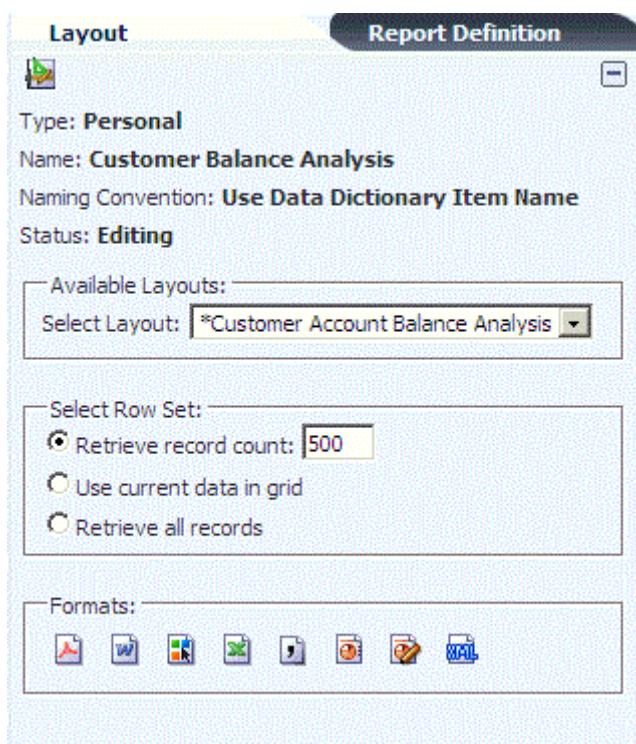 Layout Report Definition
Type: Personal
Name: Customer Balance Analysis
Naming Convention: Use Data Dictionary Item Name
Status: Editing
Available Layouts:
Select Layout: *Customer Account Balance Analysis
Select Row Set:
Retrieve record count: 500
Use current data in grid
Retrieve all records
Formats:
XML